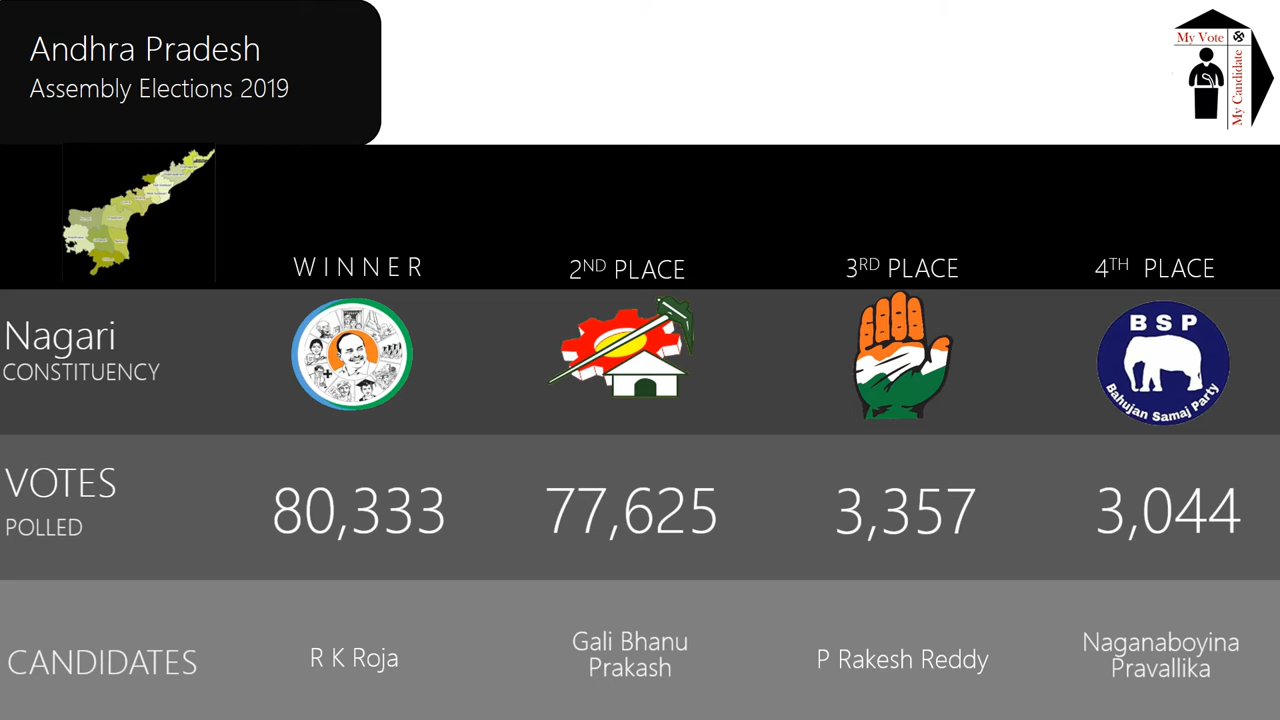 Andhra Pradesh
Assembly Elections 2019
My Vote
My Candidate
WINNER
2ND PLACE
3RD PLACE
4TH PLACE
Nagari
CONSTITUENCY
BSP
Bahujan Samaj Party
VOTES
POLLED
80,333
77,625
3,357
3,044
CANDIDATES
R K Roja
Gali Bhanu
Prakash
P Rakesh Reddy
Naganaboyina
Pravallika